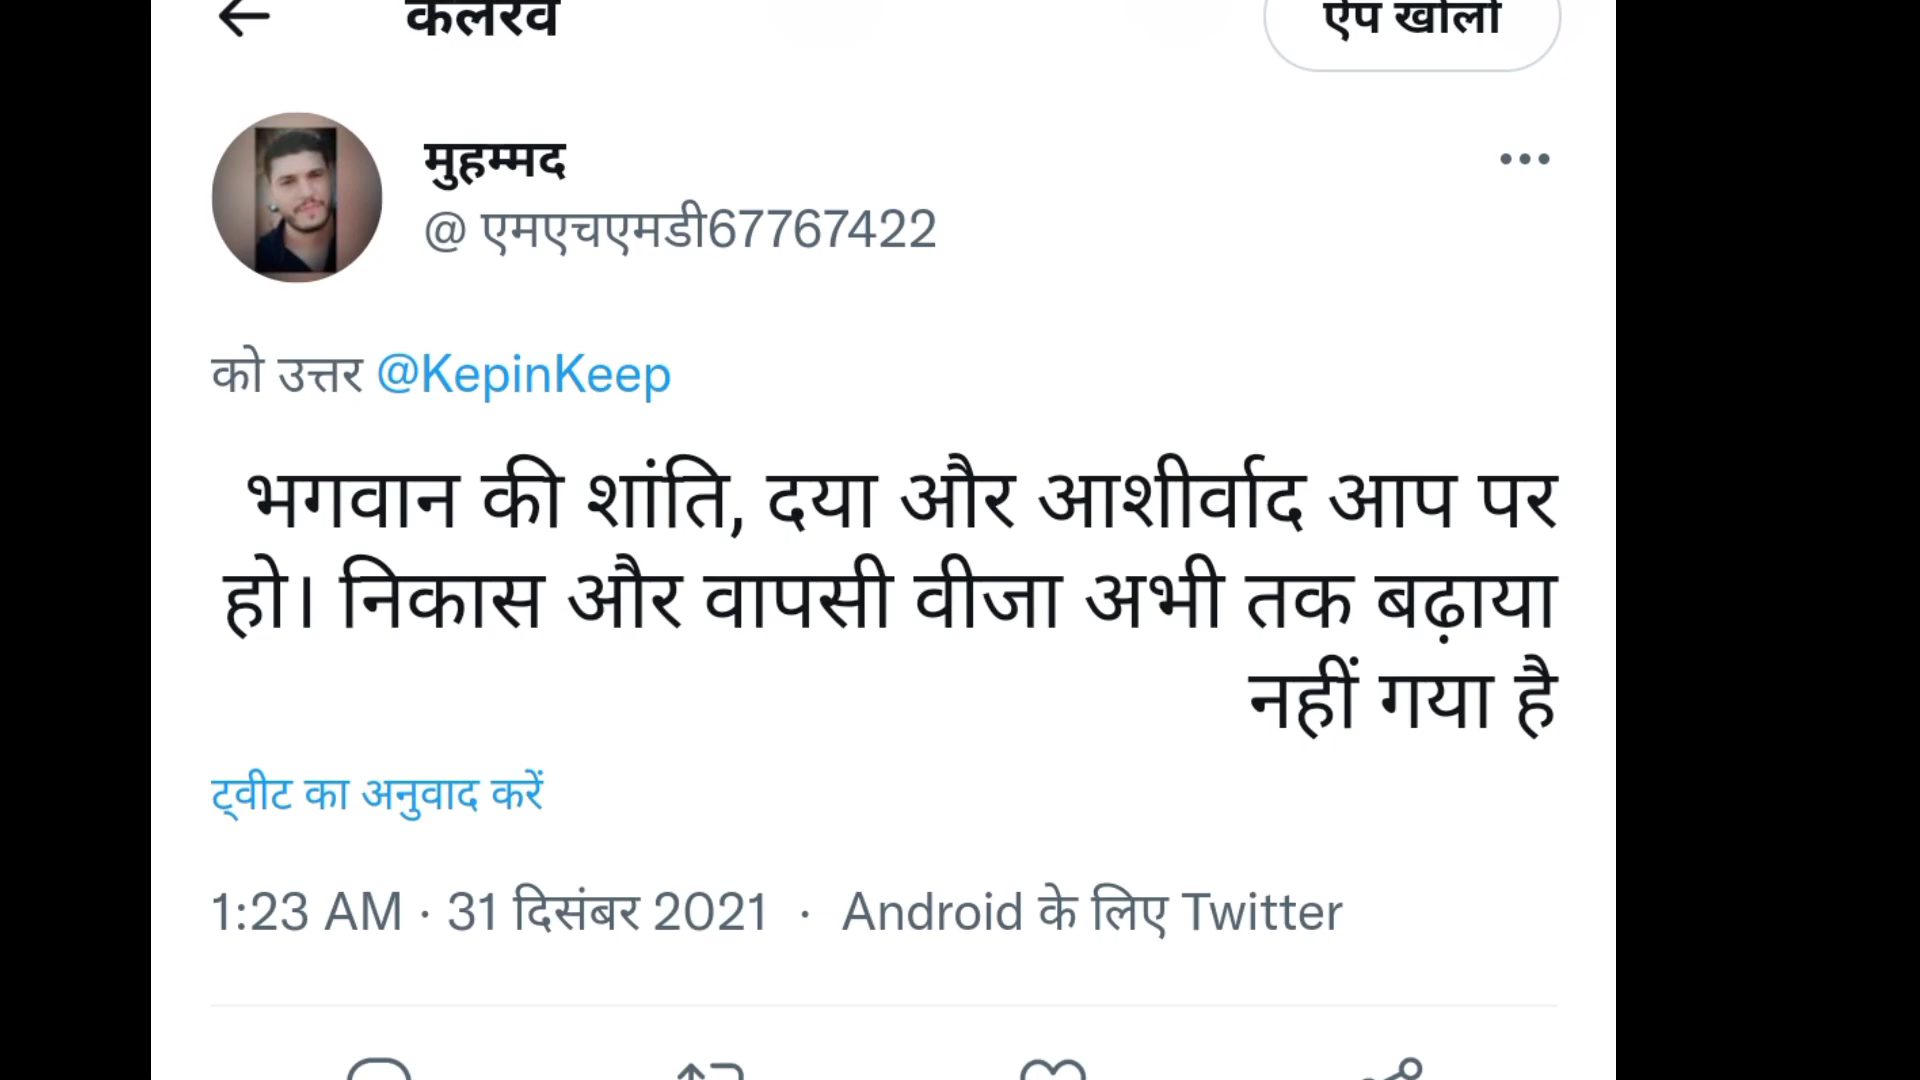 कलरव
ऐप खोलो
मुहम्मद
@ एमएचएमडी67767422
को उत्तर @KepinKeep
भगवान की शांति, दया और आशीर्वाद आप पर
हो। निकास और वापसी वीजा अभी तक बढ़ाया
नहीं गया है
ट्वीट का अनुवाद करें
1:23 AM · 31 दिसंबर 2021 · Android के लिए Twitter